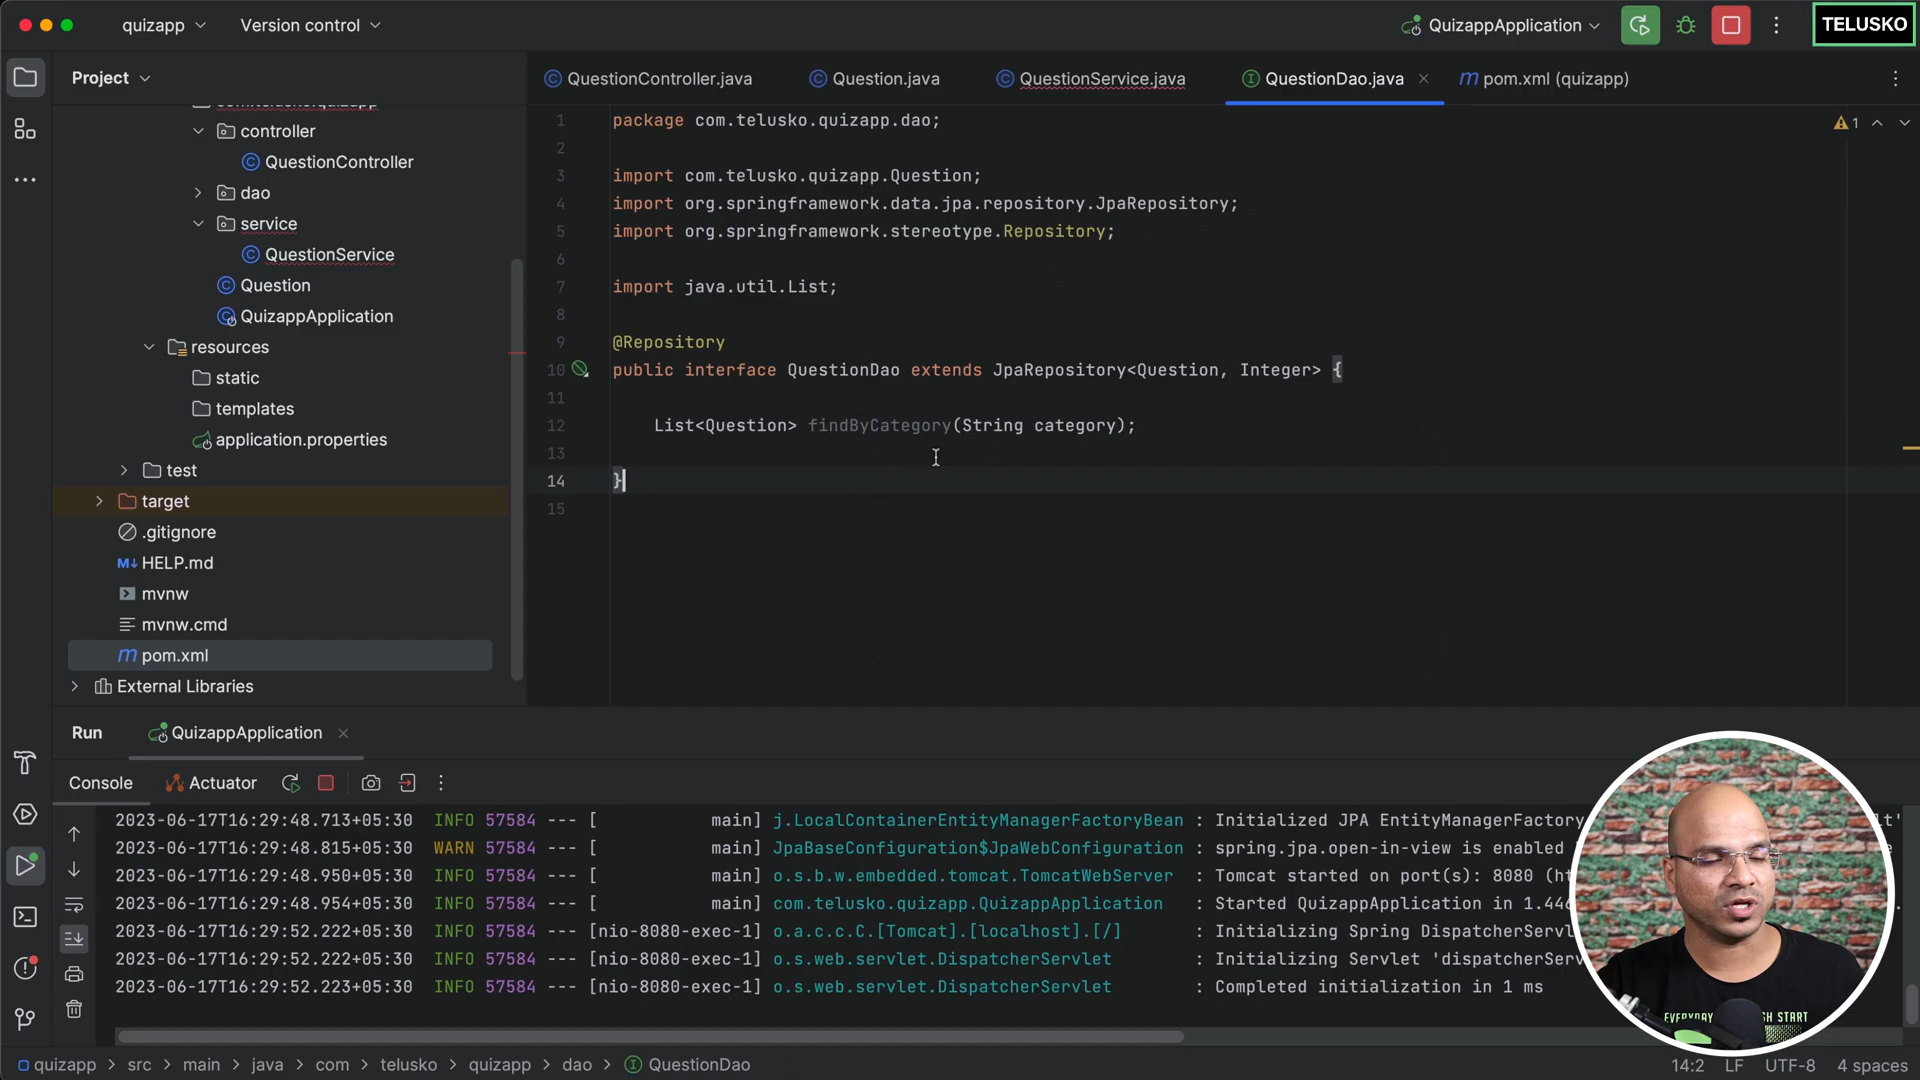 quizapp
Version control
QuizappApplication
TELUSKO
Project
QuestionController.java
Question.java
QuestionService.java
QuestionDao.java
pom.xml (quizapp)
com.telusko.quizapp
controller
QuestionController
dao
service
QuestionService
Question
QuizappApplication
resources
static
templates
application.properties
test
target
.gitignore
HELP.md
mvnw
mvnw.cmd
pom.xml
External Libraries
1 package com.telusko.quizapp.dao;
2
3 import com.telusko.quizapp.Question;
4 import org.springframework.data.jpa.repository.JpaRepository;
5 import org.springframework.stereotype.Repository;
6
7 import java.util.List;
8
9 @Repository
10 public interface QuestionDao extends JpaRepository<Question, Integer> {
11
12 List<Question> findByCategory(String category);
13
14 }
15
1
Run
QuizappApplication
Console
Actuator
2023-06-17T16:29:48.713+05:30 INFO 57584 --- [ main] j.LocalContainerEntityManagerFactoryBean : Initialized JPA EntityManagerFactory
2023-06-17T16:29:48.815+05:30 WARN 57584 --- [ main] JpaBaseConfiguration$JpaWebConfiguration : spring.jpa.open-in-view is enabled
2023-06-17T16:29:48.950+05:30 INFO 57584 --- [ main] o.s.b.w.embedded.tomcat.TomcatWebServer : Tomcat started on port(s): 8080 (ht
2023-06-17T16:29:48.954+05:30 INFO 57584 --- [ main] com.telusko.quizapp.QuizappApplication : Started QuizappApplication in 1.446
2023-06-17T16:29:52.222+05:30 INFO 57584 --- [nio-8080-exec-1] o.a.c.c.C.[Tomcat].[localhost].[/] : Initializing Spring DispatcherServl
2023-06-17T16:29:52.222+05:30 INFO 57584 --- [nio-8080-exec-1] o.s.web.servlet.DispatcherServlet : Initializing Servlet 'dispatcherServ
2023-06-17T16:29:52.223+05:30 INFO 57584 --- [nio-8080-exec-1] o.s.web.servlet.DispatcherServlet : Completed initialization in 1 ms
EVERYDAY SH START
quizapp > src > main > java > com > telusko > quizapp > dao > QuestionDao
14:2 LF UTF-8 4 spaces